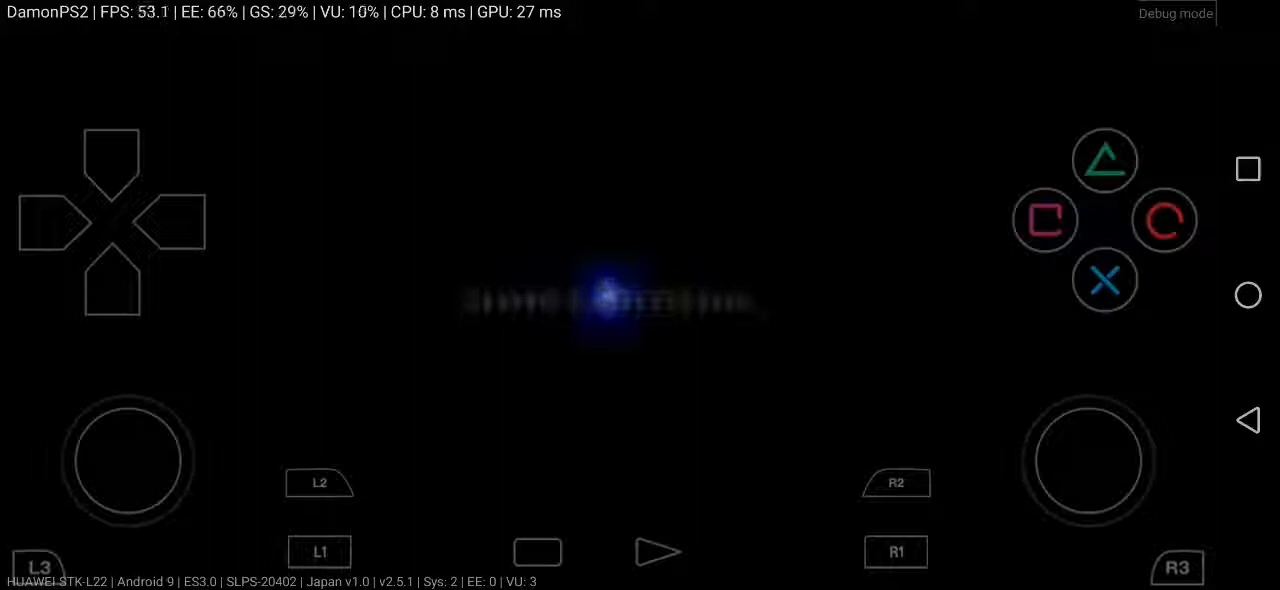 DamonPS2 | FPS: 53.1 | EE: 66% | GS: 29% | VU: 10% | CPU: 8 ms | GPU: 27 ms
Debug mode
L2
R2
L1
R1
L3
R3
HUAWEI STK-L22 | Android 9 | ES3.0 | SLPS-20402 | Japan v1.0 | v2.5.1 | Sys: 2 | EE: 0 | VU: 3